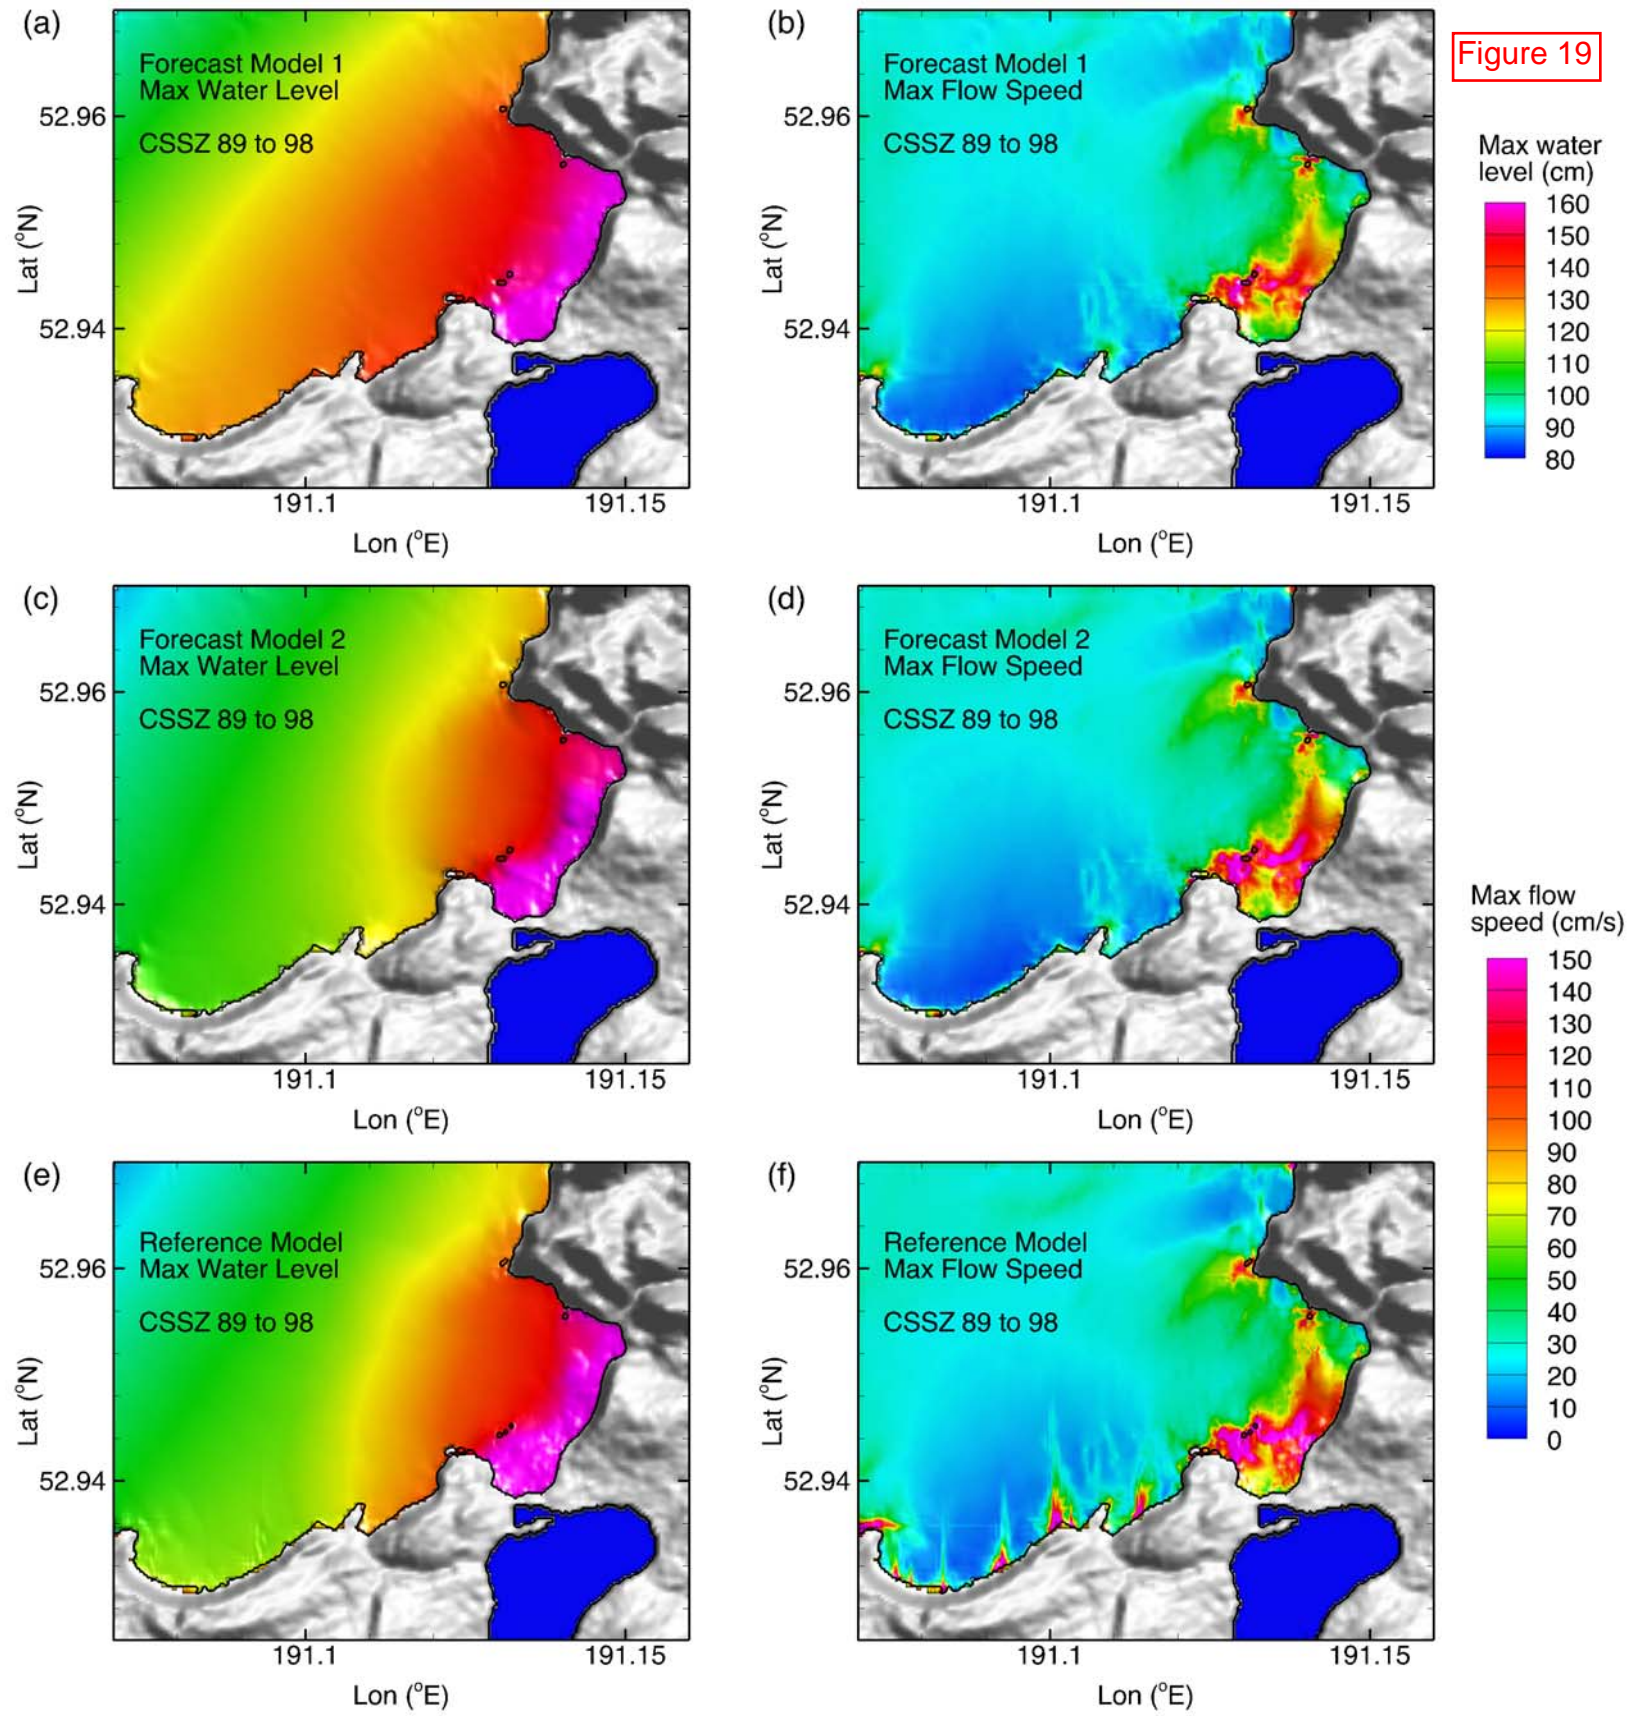 (a)
Forecast Model 1
Max Water Level
CSSZ 89 to 98
52.96
52.94
Lat (°N)
191.1
191.15
Lon (°E)
(b)
Forecast Model 1
Max Flow Speed
CSSZ 89 to 98
52.96
52.94
Lat (°N)
191.1
191.15
Lon (°E)
Figure 19
Max water
level (cm)
160
150
140
130
120
110
100
90
80
(c)
Forecast Model 2
Max Water Level
CSSZ 89 to 98
52.96
52.94
Lat (°N)
191.1
191.15
Lon (°E)
(d)
Forecast Model 2
Max Flow Speed
CSSZ 89 to 98
52.96
52.94
Lat (°N)
191.1
191.15
Lon (°E)
Max flow
speed (cm/s)
150
140
130
120
110
100
90
80
70
60
50
40
30
20
10
0
(e)
Reference Model
Max Water Level
CSSZ 89 to 98
52.96
52.94
Lat (°N)
191.1
191.15
Lon (°E)
(f)
Reference Model
Max Flow Speed
CSSZ 89 to 98
52.96
52.94
Lat (°N)
191.1
191.15
Lon (°E)